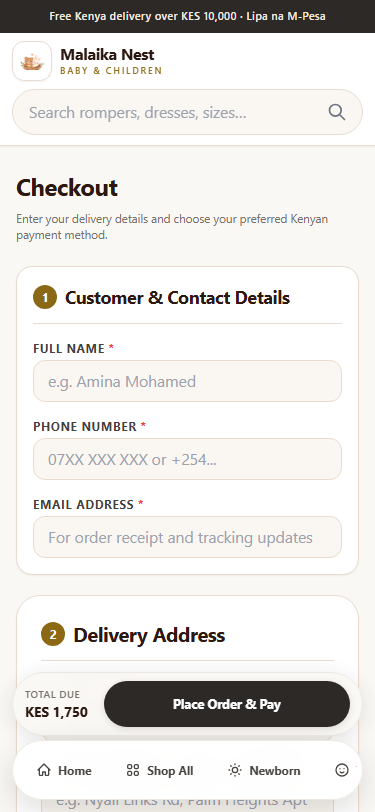 Free Kenya delivery over KES 10,000 · Lipa na M-Pesa
Malaika Nest
BABY & CHILDREN
Search rompers, dresses, sizes...
Checkout
Enter your delivery details and choose your preferred Kenyan
payment method.
1 Customer & Contact Details
FULL NAME *
e.g. Amina Mohamed
PHONE NUMBER *
07XX XXX XXX or +254...
EMAIL ADDRESS *
For order receipt and tracking updates
2 Delivery Address
TOTAL DUE
KES 1,750
Place Order & Pay
Home
Shop All
Newborn
e.g. Nyali Links Rd, Palm Heights Apt